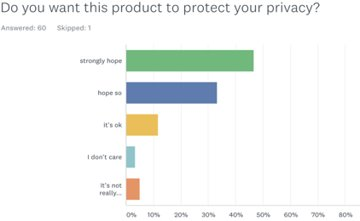 Do you want this product to protect your privacy?
Answered: 60 Skipped: 1
strongly hope
hope so
it's ok
I don't care
it's not
really...
0% 10% 20% 30% 40% 50% 60% 70% 80%